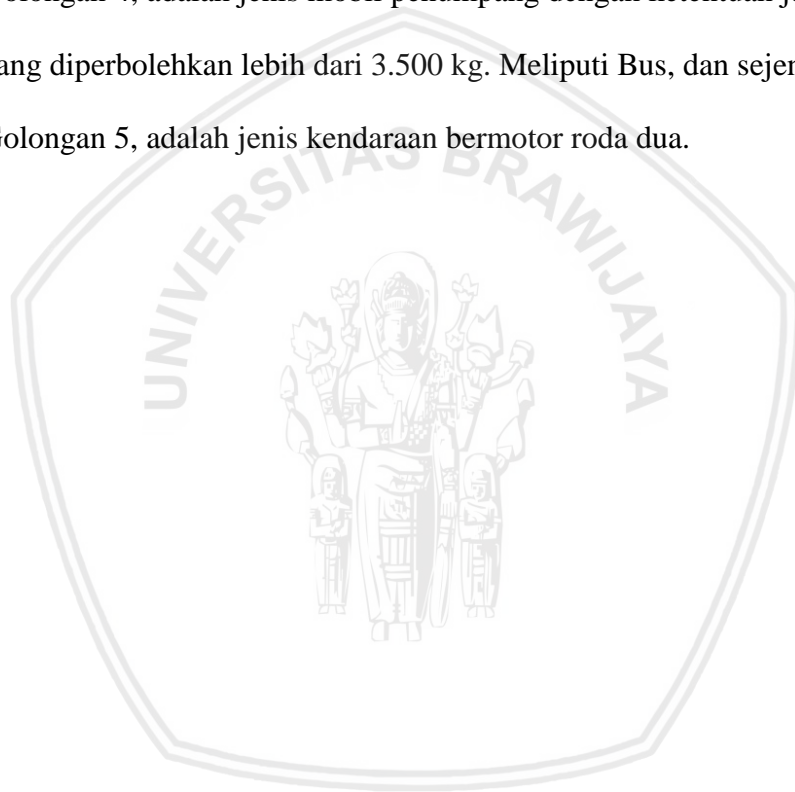 olongan 4, adalah jenis mobil penumpang dengan ketentuan
ang diperbolehkan lebih dari 3.500 kg. Meliputi Bus, dan sejen
olongan 5, adalah jenis kendaraan bermotor roda dua.
UNIVERSITAS BRAWIJAYA